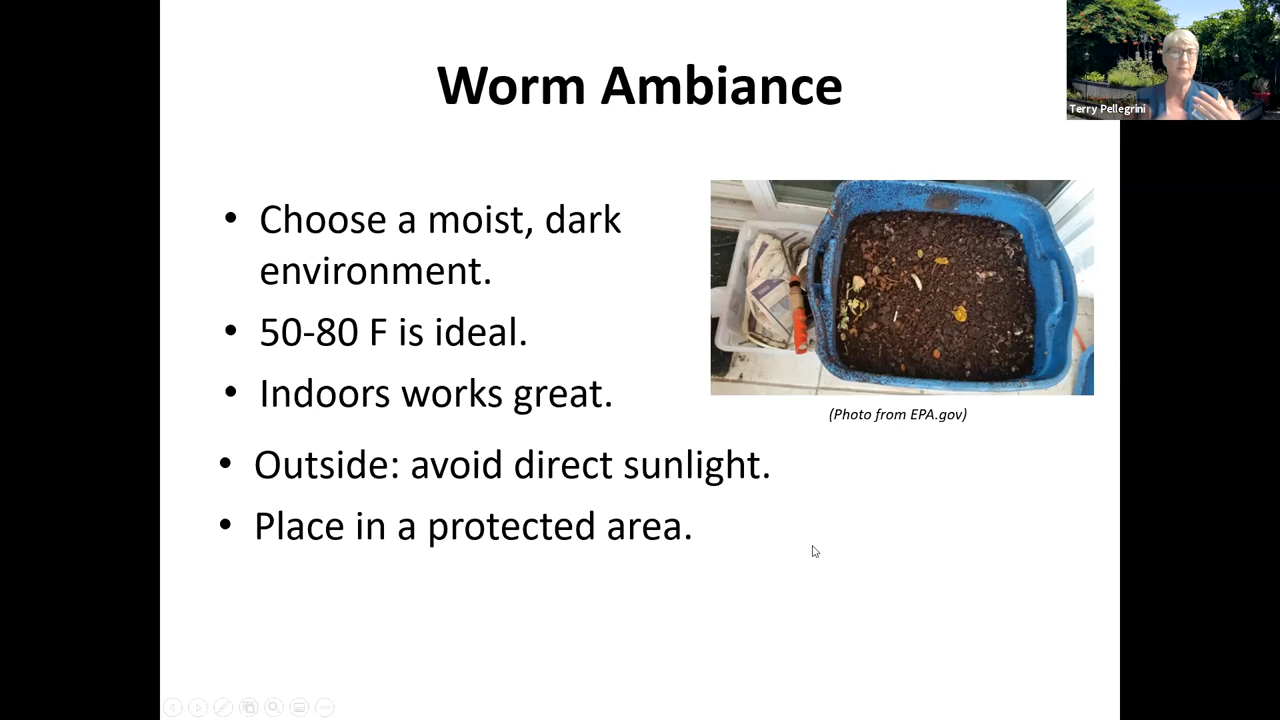 Worm Ambiance
Terry Pellegrini
• Choose a moist, dark
environment.
• 50-80 F is ideal.
• Indoors works great.
(Photo from EPA.gov)
• Outside: avoid direct sunlight.
• Place in a protected area.